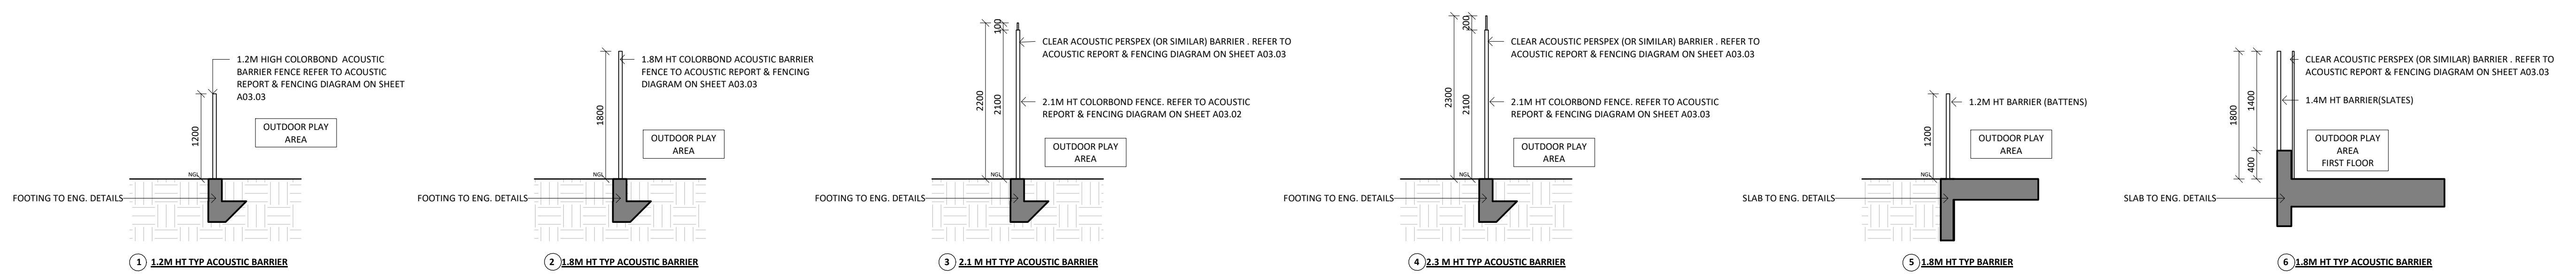 1.2M HIGH COLORBOND ACOUSTIC
BARRIER FENCE REFER TO ACOUSTIC
REPORT & FENCING DIAGRAM ON SHEET
A03.03
1200
OUTDOOR PLAY
AREA
NGL
FOOTING TO ENG. DETAILS
1 1.2M HT TYP ACOUSTIC BARRIER
1.8M HT COLORBOND ACOUSTIC BARRIER
FENCE TO ACOUSTIC REPORT & FENCING
DIAGRAM ON SHEET A03.03
1800
OUTDOOR PLAY
AREA
NGL
FOOTING TO ENG. DETAILS
2 1.8M HT TYP ACOUSTIC BARRIER
100
CLEAR ACOUSTIC PERSPEX (OR SIMILAR) BARRIER . REFER TO
ACOUSTIC REPORT & FENCING DIAGRAM ON SHEET A03.03
2200
2100
2.1M HT COLORBOND FENCE. REFER TO ACOUSTIC
REPORT & FENCING DIAGRAM ON SHEET A03.02
OUTDOOR PLAY
AREA
NGL
FOOTING TO ENG. DETAILS
3 2.1 M HT TYP ACOUSTIC BARRIER
200
CLEAR ACOUSTIC PERSPEX (OR SIMILAR) BARRIER . REFER TO
ACOUSTIC REPORT & FENCING DIAGRAM ON SHEET A03.03
2300
2100
2.1M HT COLORBOND FENCE. REFER TO ACOUSTIC
REPORT & FENCING DIAGRAM ON SHEET A03.03
OUTDOOR PLAY
AREA
NGL
FOOTING TO ENG. DETAILS
4 2.3 M HT TYP ACOUSTIC BARRIER
1.2M HT BARRIER (BATTENS)
1200
OUTDOOR PLAY
AREA
NGL
SLAB TO ENG. DETAILS
5 1.8M HT TYP BARRIER
CLEAR ACOUSTIC PERSPEX (OR SIMILAR) BARRIER . REFER TO
ACOUSTIC REPORT & FENCING DIAGRAM ON SHEET A03.03
1800
1400
1.4M HT BARRIER(SLATES)
OUTDOOR PLAY
AREA
FIRST FLOOR
400
SLAB TO ENG. DETAILS
6 1.8M HT TYP ACOUSTIC BARRIER